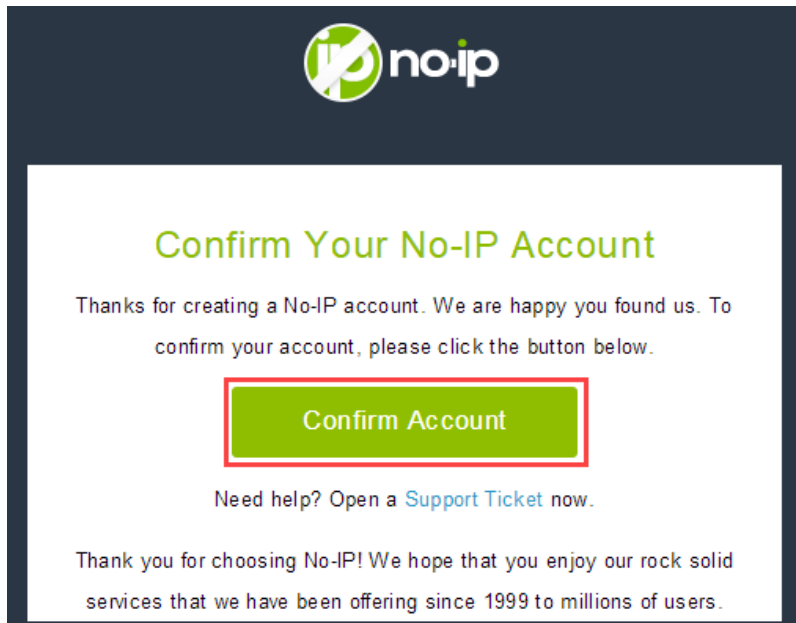 no-ip
Confirm Your No-IP Account
Thanks for creating a No-IP account. We are happy you found us. To
confirm your account, please click the button below.
Confirm Account
Need help? Open a Support Ticket now.
Thank you for choosing No-IP! We hope that you enjoy our rock solid
services that we have been offering since 1999 to millions of users.